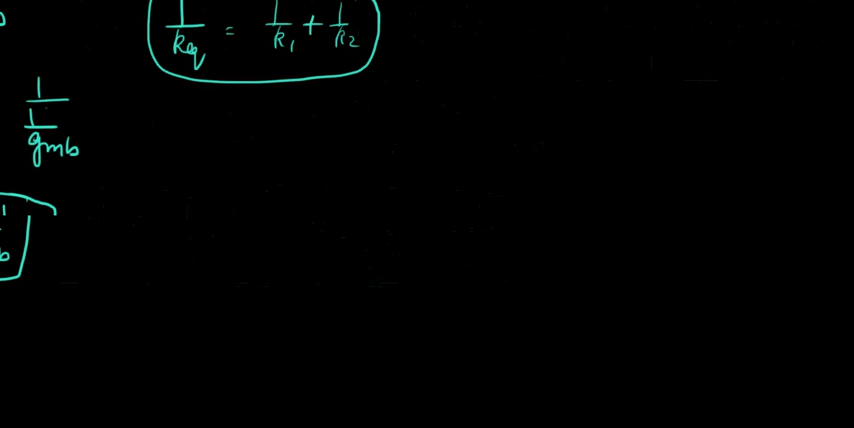 1/Req = 1/R1 + 1/R2
1/(1/gmb)
b